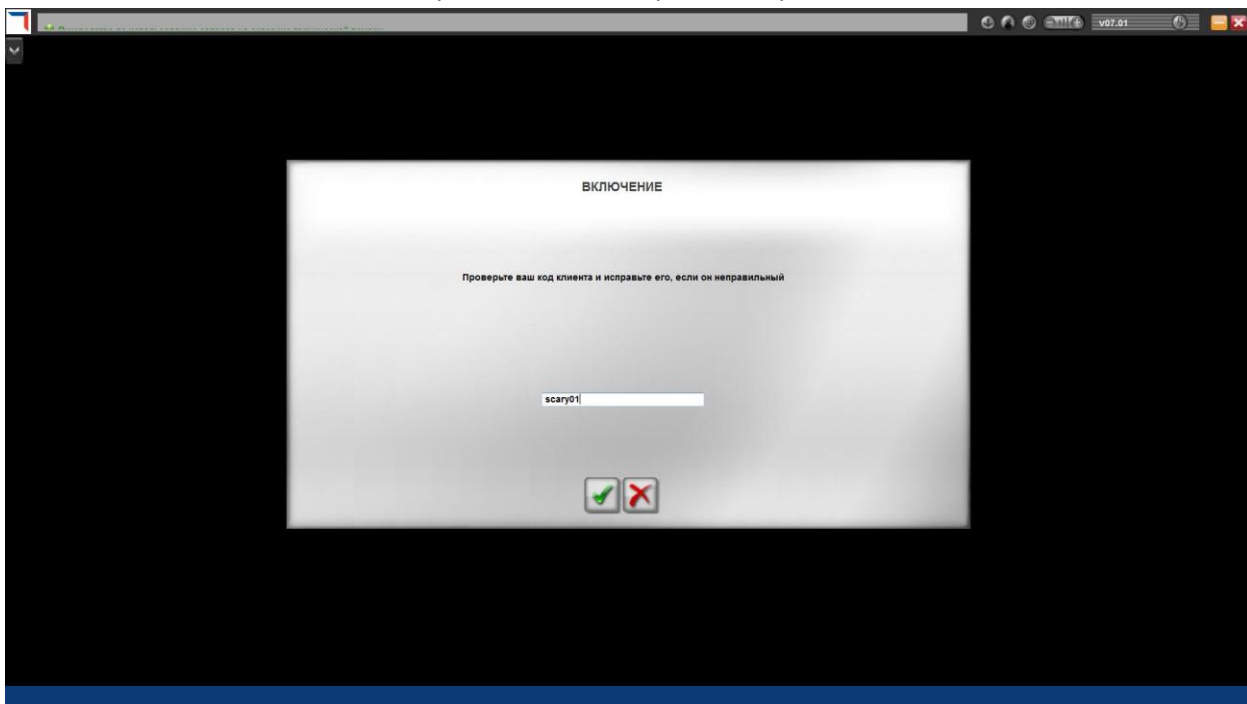 v07.01
ВКЛЮЧЕНИЕ
Проверьте ваш код клиента и исправьте его, если он неправильный
scary01